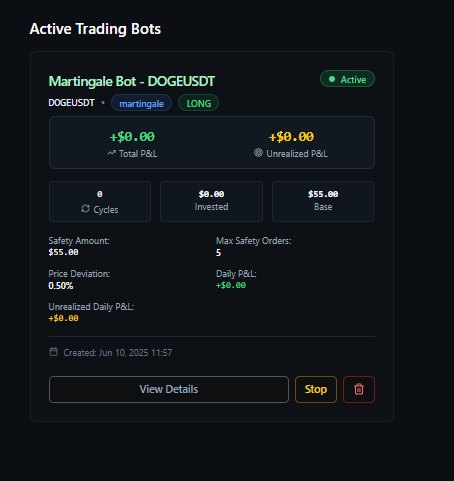 Active Trading Bots
Martingale Bot - DOGEUSDT
Active
DOGEUSDT • martingale LONG
+$0.00 +$0.00
Total P&L Unrealized P&L
0 $0.00 $55.00
Cycles Invested Base
Safety Amount: Max Safety Orders:
$55.00 5
Price Deviation: Daily P&L:
0.50% +$0.00
Unrealized Daily P&L:
+$0.00
Created: Jun 10, 2025 11:57
View Details Stop